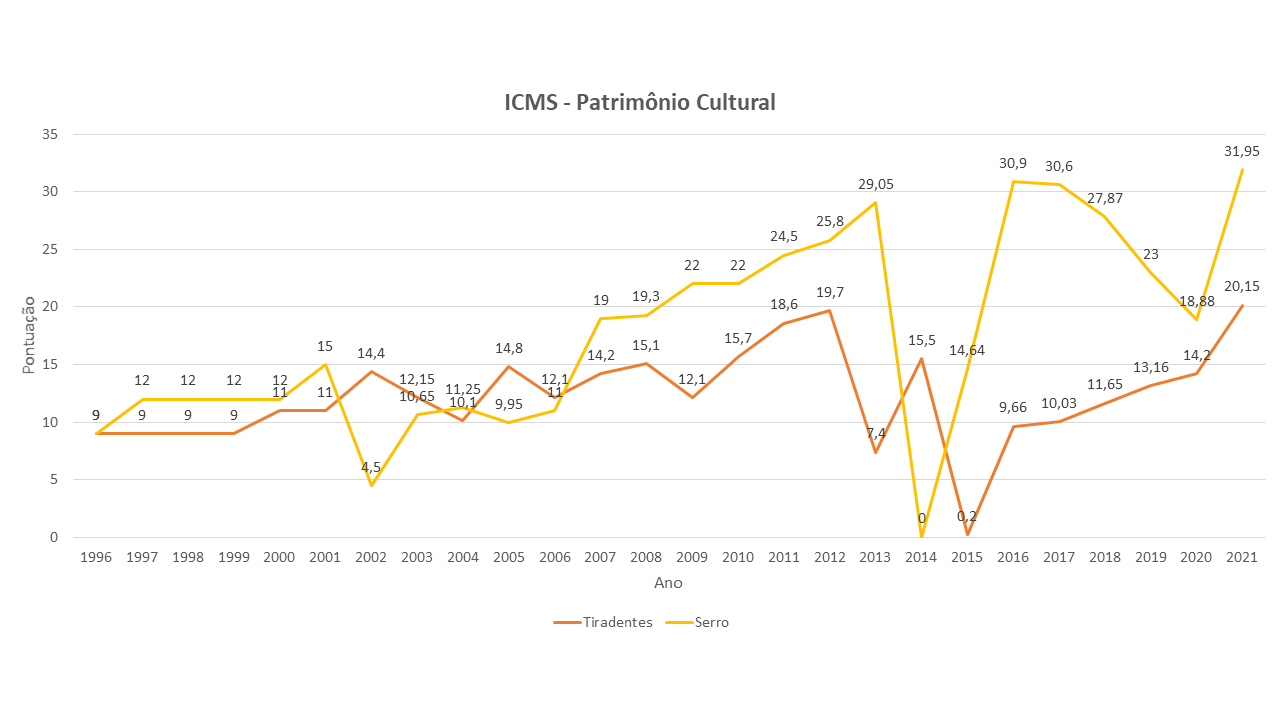 ICMS - Patrimônio Cultural
35
30
25
20
15
10
5
0
Pontuação
9 9 9 9 11 11 14,4 12,15 10,1 14,8 12,1 14,2 15,1 12,1 15,7 18,6 19,7 7,4 15,5 0,2 9,66 10,03 11,65 13,16 14,2 20,15
9 12 12 12 12 15 4,5 10,65 11,25 9,95 11 19 19,3 22 22 24,5 25,8 29,05 0 14,64 30,9 30,6 27,87 23 18,88 31,95
1996 1997 1998 1999 2000 2001 2002 2003 2004 2005 2006 2007 2008 2009 2010 2011 2012 2013 2014 2015 2016 2017 2018 2019 2020 2021
Ano
Tiradentes Serro